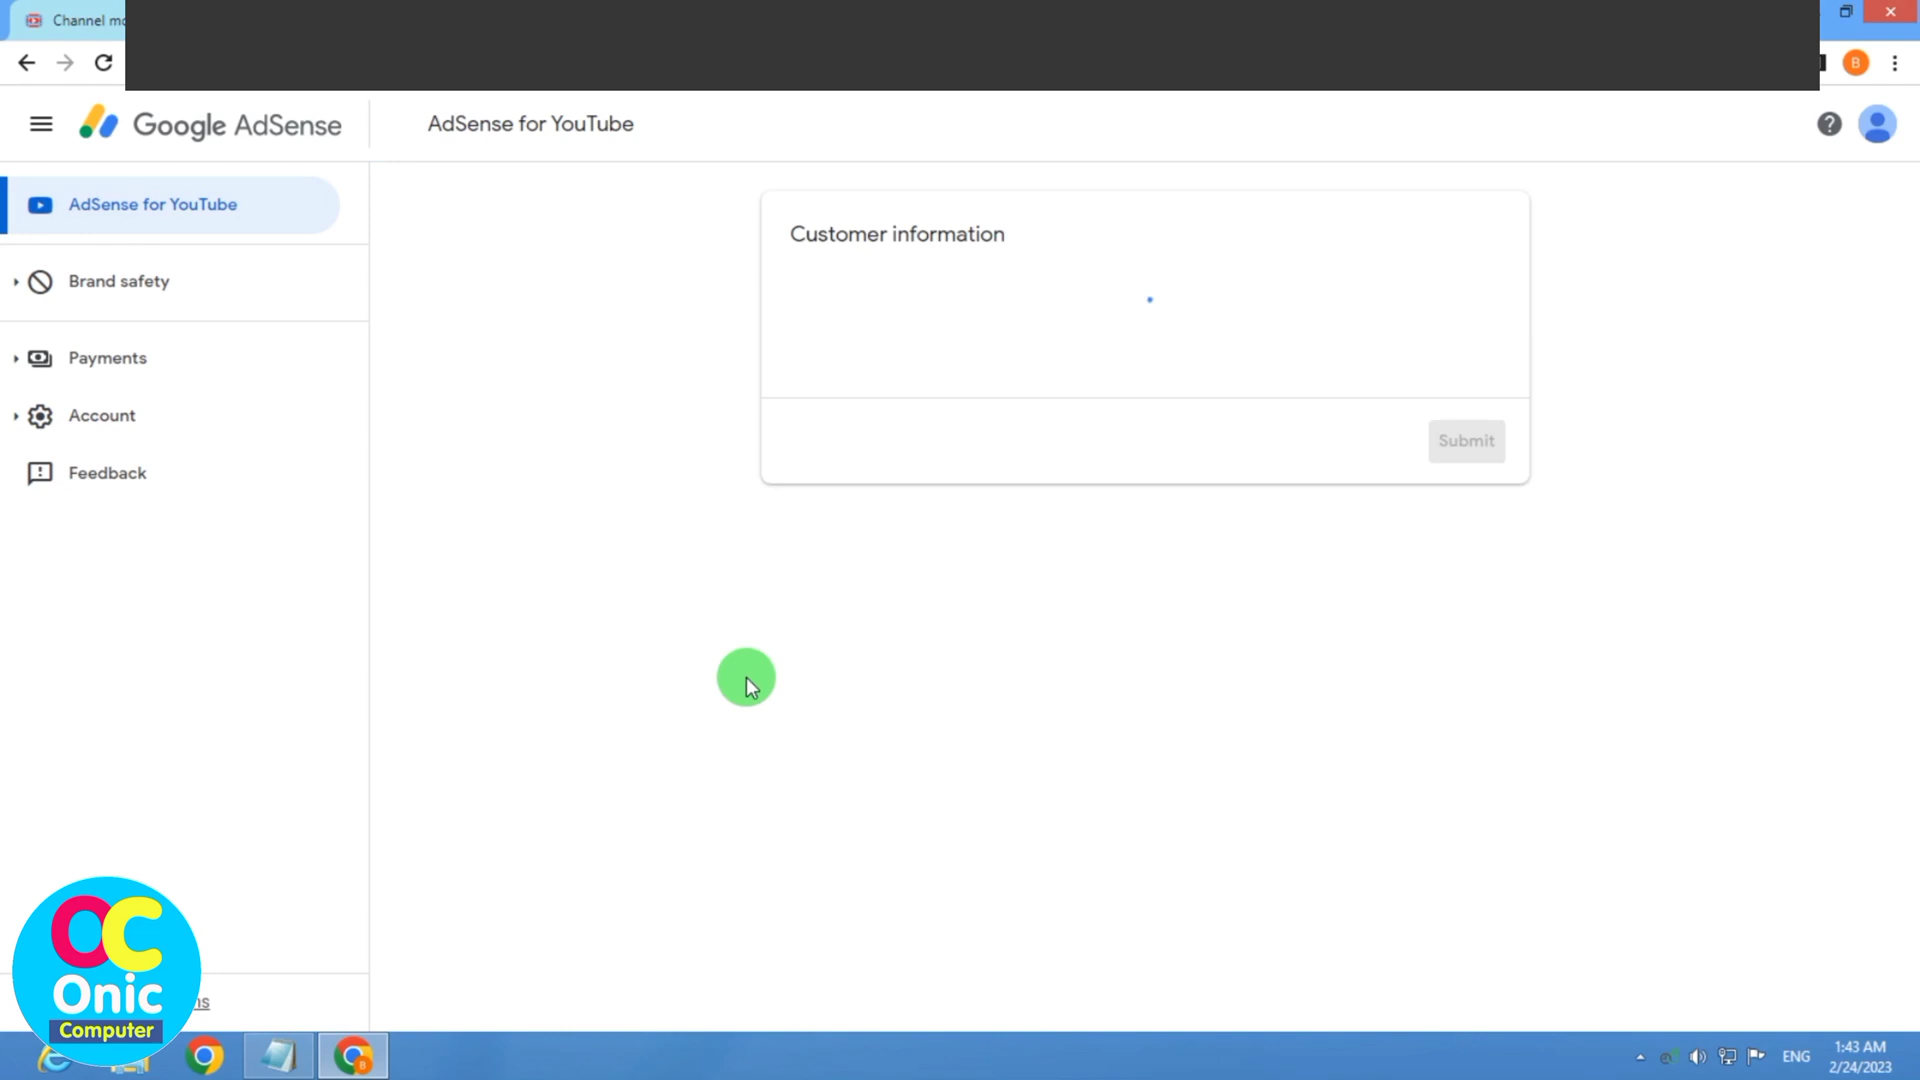 Channel mo
B
Google AdSense
AdSense for YouTube
AdSense for YouTube
Customer information
Brand safety
Payments
Account
Submit
Feedback
OC
Onic
Computer
ns
B
ENG
1:43 AM
2/24/2023